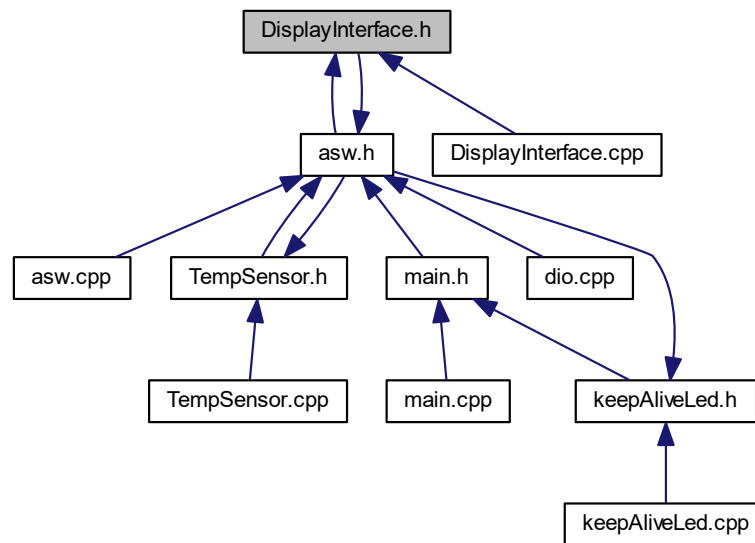 DisplayInterface.h
asw.h
DisplayInterface.cpp
asw.cpp
TempSensor.h
main.h
dio.cpp
TempSensor.cpp
main.cpp
keepAliveLed.h
keepAliveLed.cpp